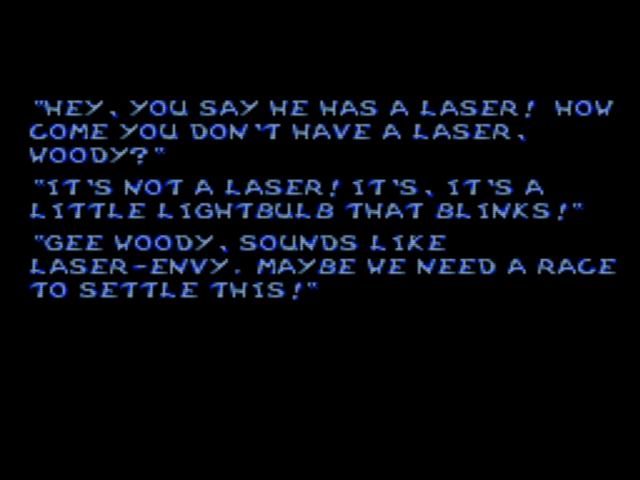 "HEY, YOU SAY HE HAS A LASER! HOW
COME YOU DON'T HAVE A LASER,
WOODY?"
"IT'S NOT A LASER! IT'S, IT'S A
LITTLE LIGHTBULB THAT BLINKS!"
"GEE WOODY, SOUNDS LIKE
LASER-ENVY. MAYBE WE NEED A RACE
TO SETTLE THIS!"